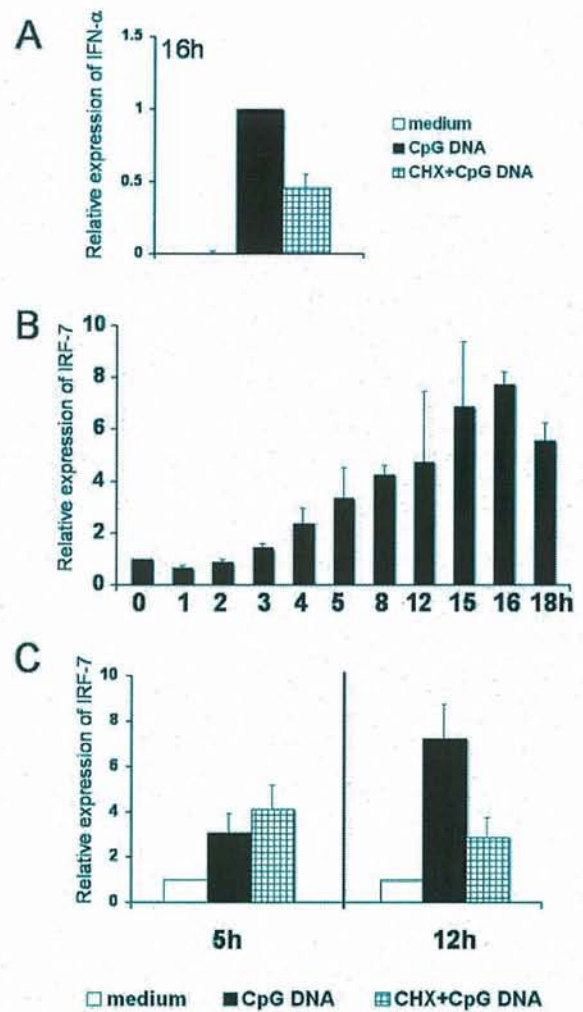 A
Relative expression of IFN-α
1.5
1
0.5
0
16h
medium
CpG DNA
CHX+CpG DNA
B
Relative expression of IRF-7
10
8
6
4
2
0
0 1 2 3 4 5 8 12 15 16 18h
C
Relative expression of IRF-7
10
8
6
4
2
0
5h 12h
medium CpG DNA CHX+CpG DNA